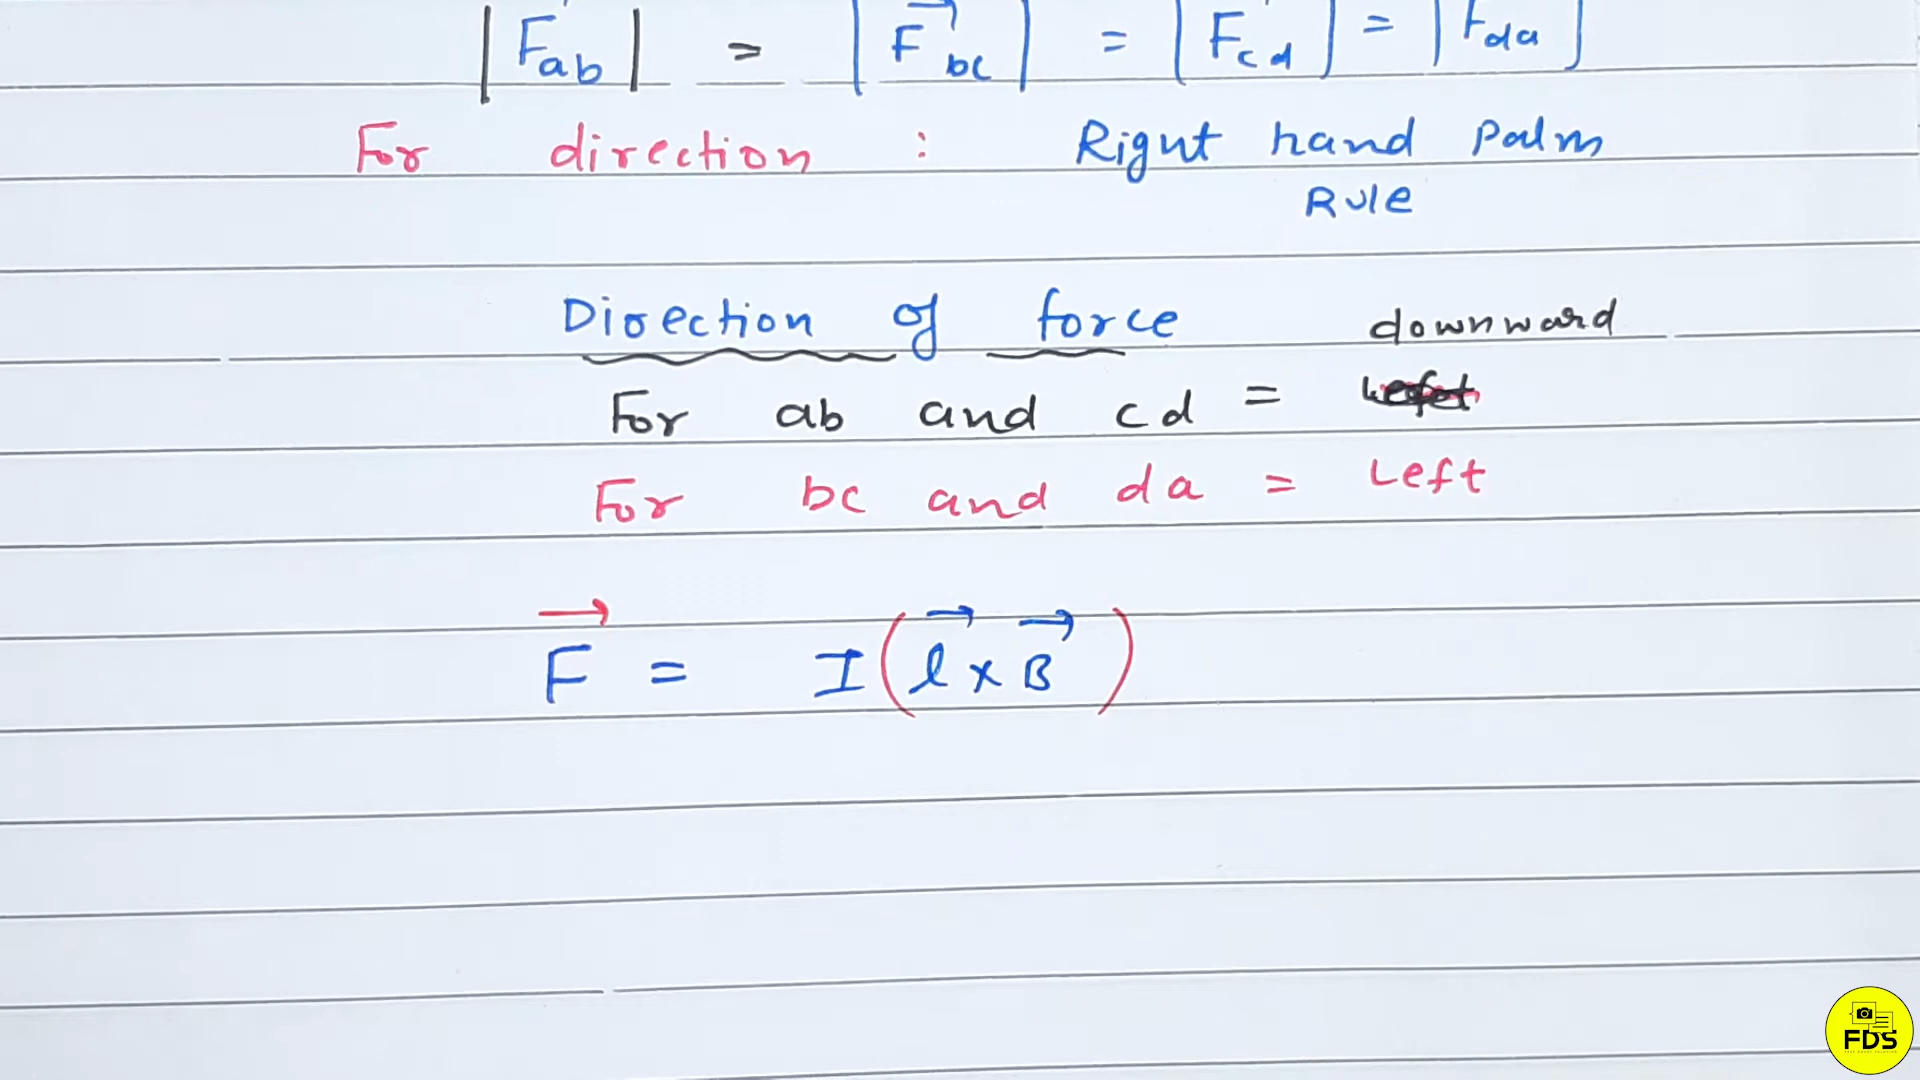 |Fab| = |F→bc| = |Fcd| = |Fda|
For direction : Right hand Palm
Rule
Direction of force downward
For ab and cd =
For bc and da = Left
F→ = I(l→ x B→)
FDS